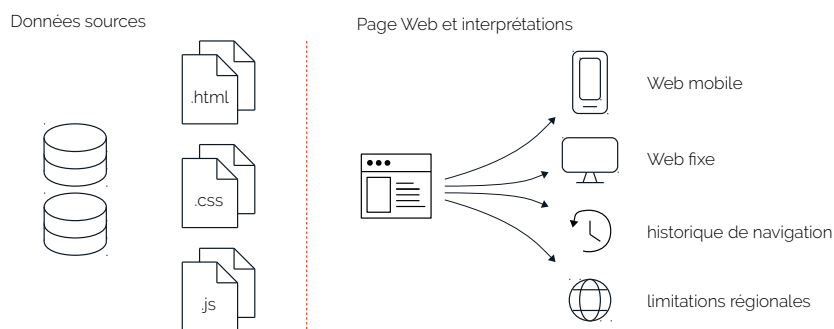 Données sources
Page Web et interprétations
.html
.css
.js
Web mobile
Web fixe
historique de navigation
limitations régionales